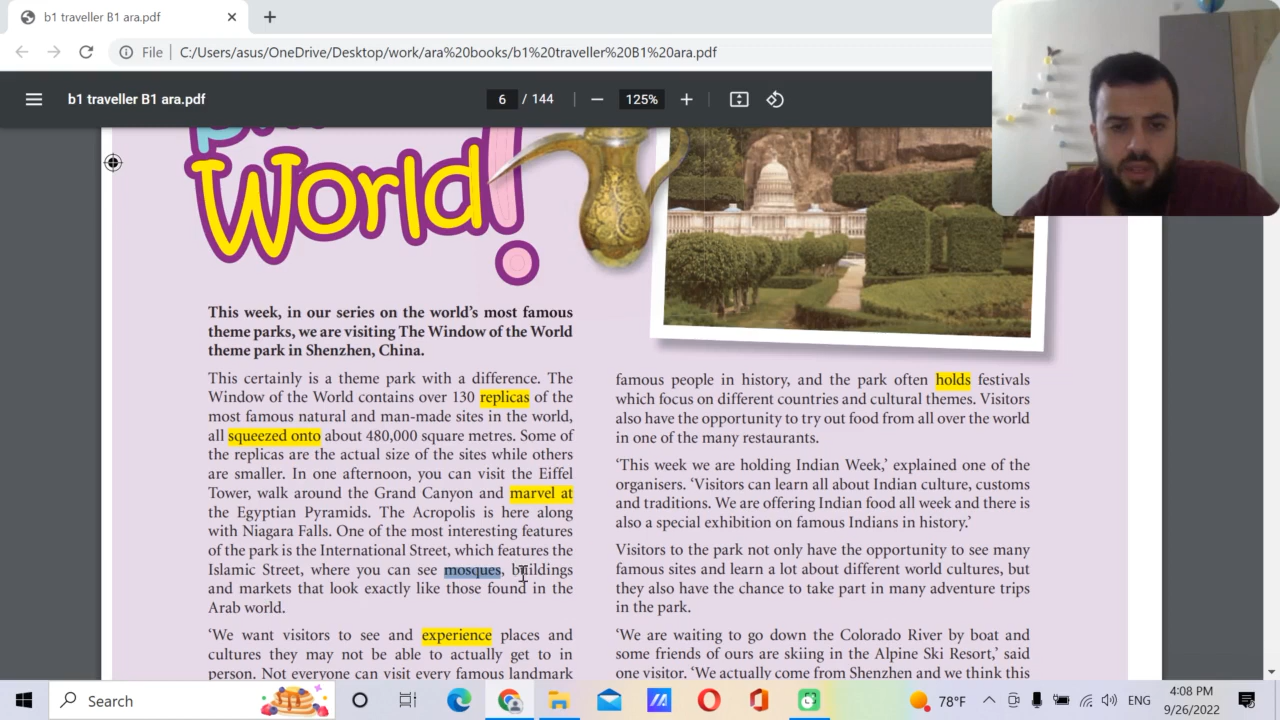 b1 traveller B1 ara.pdf
File
C:/Users/asus/OneDrive/Desktop/work/ara%20books/b1%20traveller%20B1%20ara.pdf
b1 traveller B1 ara.pdf
6 / 144
125%
World!
This week, in our series on the world's most famous
theme parks, we are visiting The Window of the World
theme park in Shenzhen, China.
This certainly is a theme park with a difference. The
Window of the World contains over 130 replicas of the
most famous natural and man-made sites in the world,
all squeezed onto about 480,000 square metres. Some of
the replicas are the actual size of the sites while others
are smaller. In one afternoon, you can visit the Eiffel
Tower, walk around the Grand Canyon and marvel at
the Egyptian Pyramids. The Acropolis is here along
with Niagara Falls. One of the most interesting features
of the park is the International Street, which features the
Islamic Street, where you can see mosques, buildings
and markets that look exactly like those found in the
Arab world.
'We want visitors to see and experience places and
cultures they may not be able to actually get to in
person. Not everyone can visit every famous landmark
famous people in history, and the park often holds festivals
which focus on different countries and cultural themes. Visitors
also have the opportunity to try out food from all over the world
in one of the many restaurants.
'This week we are holding Indian Week,' explained one of the
organisers. 'Visitors can learn all about Indian culture, customs
and traditions. We are offering Indian food all week and there is
also a special exhibition on famous Indians in history.'
Visitors to the park not only have the opportunity to see many
famous sites and learn a lot about different world cultures, but
they also have the chance to take part in many adventure trips
in the park.
'We are waiting to go down the Colorado River by boat and
some friends of ours are skiing in the Alpine Ski Resort,' said
one visitor. 'We actually come from Shenzhen and we think this
Search
78°F
ENG
4:08 PM
9/26/2022